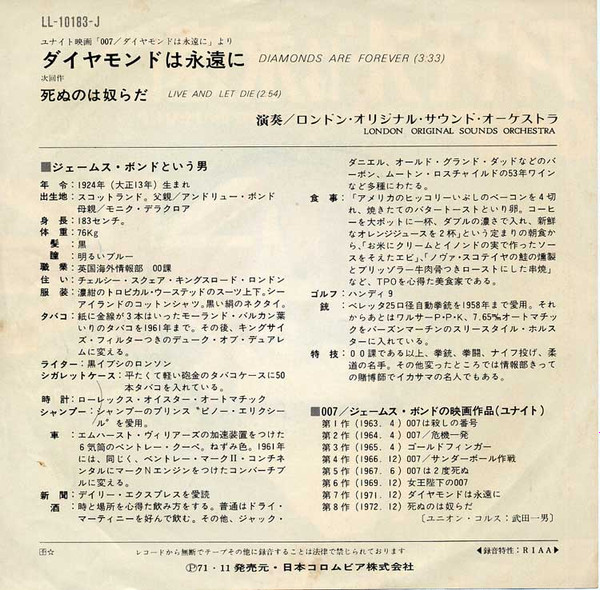 LL-10183-J
ユナイト映画「007/ダイヤモンドは永遠に」より
ダイヤモンドは永遠に DIAMONDS ARE FOREVER (3:33)
次回作
死ぬのは奴らだ LIVE AND LET DIE (2:54)
演奏/ロンドン・オリジナル・サウンド・オーケストラ
LONDON ORIGINAL SOUNDS ORCHESTRA
■ジェームス・ボンドという男
年令:1924年(大正13年)生まれ
出生地:スコットランド。父親/アンドリュー・ボンド
母親/モニク・デラクロア
身長:183センチ。
体重:76Kg
髪:黒
瞳:明るいブルー
職業:英国海外情報部 00課
住い:チェルシー・スクェア・キングスロード・ロンドン
服装:濃紺のトロピカル・ウーステッドのスーツ上下。シーアイランドのコットンシャツ。黒い絹のネクタイ。
タバコ:紙に金線が3本はいったモーランド・バルカン葉
いりのタバコを1961年まで。その後、キングサイ
ズ・フィルターつきのデューク・オブ・デュアレ
ムに変える。
ライター:黒イブシのロンソン
シガレットケース:平たくて軽い砲金のタバコケースに50
本タバコを入れている。
時計:ローレックス・オイスター・オートマチック
シャンプー:シャンプーのプリンス“ピノー・エリクシー
ル”を愛用。
車:エムハースト・ヴィリアーズの加速装置をつけた
6気筒のベントレー・クーペ。ねずみ色。1961年
には、同じく、ベントレー・マークⅡ・コンチネ
ンタルにマークNエンジンをつけたコンバーチブ
ルに変える。
新聞:デイリー・エクスプレスを愛読
酒:時と場所を心得た飲み方をする。普通はドライ・
マーティニーを好んで飲む。その他、ジャック・
ダニエル、オールド・グランド・ダッドなどのバ
ーボン、ムートン・ロスチャイルドの53年ワイン
など多種にわたる。
食事:「アメリカのヒッコリーいぶしのベーコンを4切
れ、焼きたてのバタートーストといり卵。コーヒ
ーを大ポットに一杯、ダブルの濃さで入れ、新鮮
なオレンジジュースを2杯」という定まりの朝食か
ら、「お米にクリームとイノンドの実で作ったソー
スをそえたエビ」、「ノヴァ・スコテイヤの鮭の燻製
とブリッゾラー牛肉骨つきローストにした串焼」
など、TPOを心得た美食家である。
ゴルフ:ハンディ9
銃:ベレッタ25口径自動拳銃を1958年まで愛用。それ
からあとはワルサーP・P・K、7.65㎜オートマチッ
クをバーズンマーチンのスリースタイル・ホルス
ターに入れている。
特技:00課である以上、拳銃、拳闘、ナイフ投げ、柔
道の名手。その他変ったところでは情報部きって
の賭博師でイカサマの名人でもある。
■007/ジェームス・ボンドの映画作品(ユナイト)
第1作(1963. 4)007は殺しの番号
第2作(1964. 4)007/危機一発
第3作(1965. 4)ゴールドフィンガー
第4作(1966. 12)007/サンダーボール作戦
第5作(1967. 6)007は2度死ぬ
第6作(1969. 12)女王陛下の007
第7作(1971. 12)ダイヤモンドは永遠に
第8作(1972. 12)死ぬのは奴らだ
[ユニオン・コルス:武田一男]
レコードから無断でテープその他に録音することは法律で禁じられております
◀録音特性:RIAA▶
Ⓟ71・11 発売元・日本コロムビア株式会社